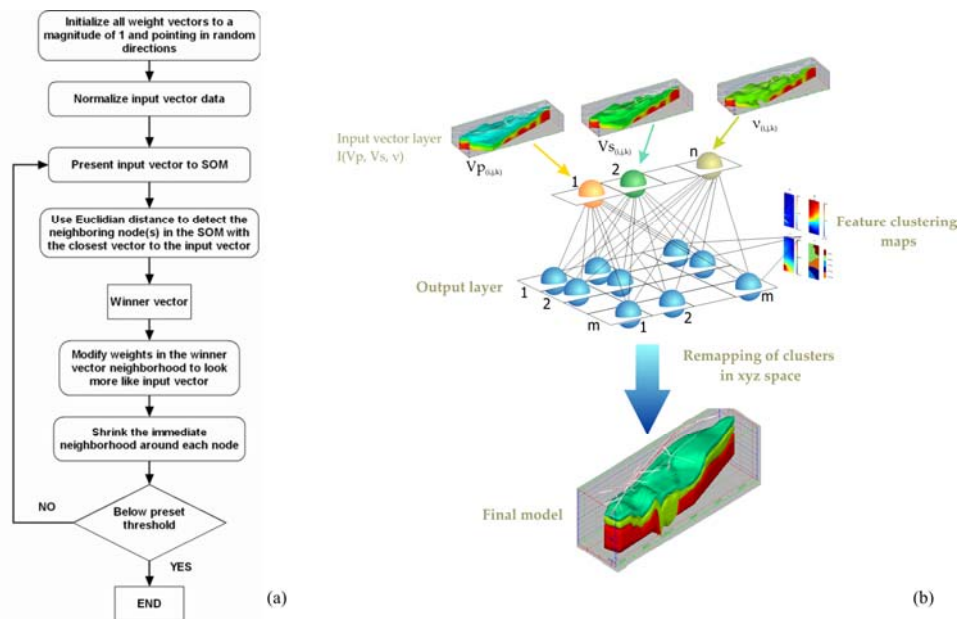 Initialize all weight vectors to a
magnitude of 1 and pointing in random
directions
Normalize input vector data
Present input vector to SOM
Use Euclidian distance to detect the
neighboring node(s) in the SOM with
the closest vector to the input vector
Winner vector
Modify weights in the winner
vector neighborhood to look
more like input vector
Shrink the immediate
neighborhood around each node
NO
Below preset
threshold
YES
END
(a)
Input vector layer
I(Vp, Vs, ν)
Vp(i,j,k)
Vs(i,j,k)
ν(i,j,k)
1
2
n
Feature clustering
maps
Output layer
1
2
m
1
2
m
Remapping of clusters
in xyz space
Final model
(b)